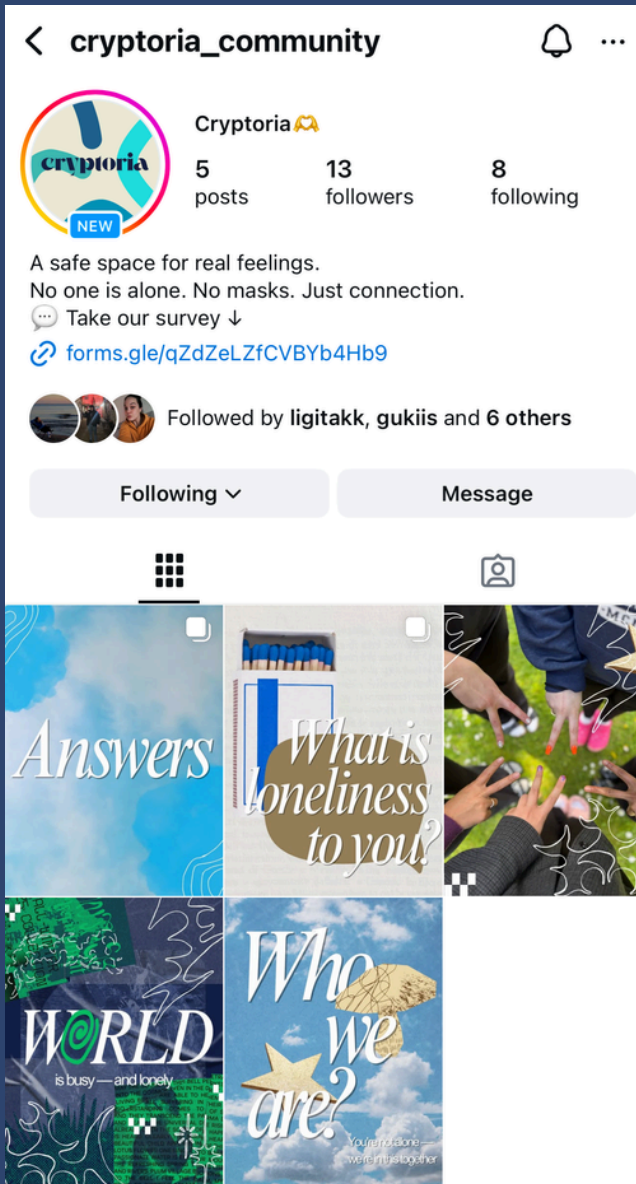 cryptoria_community
cryptoria
NEW
Cryptoria
5
posts
13
followers
8
following
A safe space for real feelings.
No one is alone. No masks. Just connection.
Take our survey ↓
forms.gle/qZdZeLZfCVBYb4Hb9
Followed by ligitakk, gukiis and 6 others
Following
Message
Answers
What is
loneliness
to you?
WORLD
is busy — and lonely
Who
we
are?
You're not alone —
we're in this together